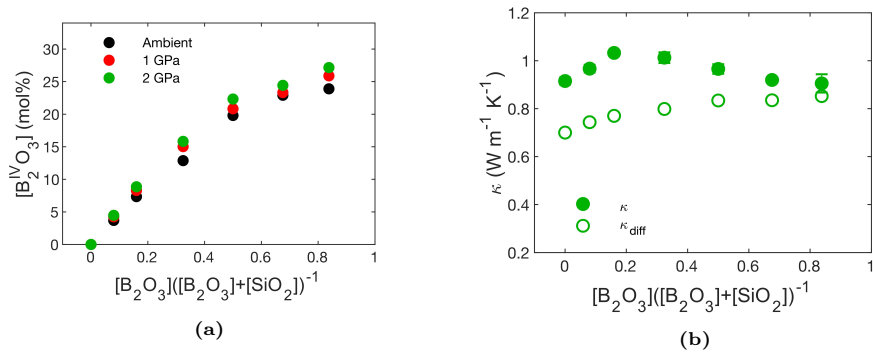 30
25
20
15
10
5
0
[B₂ᴵⱽO₃] (mol%)
Ambient
1 GPa
2 GPa
0 0.2 0.4 0.6 0.8 1
[B₂O₃]([B₂O₃]+[SiO₂])⁻¹
(a)
1.2
1
0.8
0.6
0.4
0.2
κ (W m⁻¹ K⁻¹)
κ
κ_diff
0 0.2 0.4 0.6 0.8 1
[B₂O₃]([B₂O₃]+[SiO₂])⁻¹
(b)